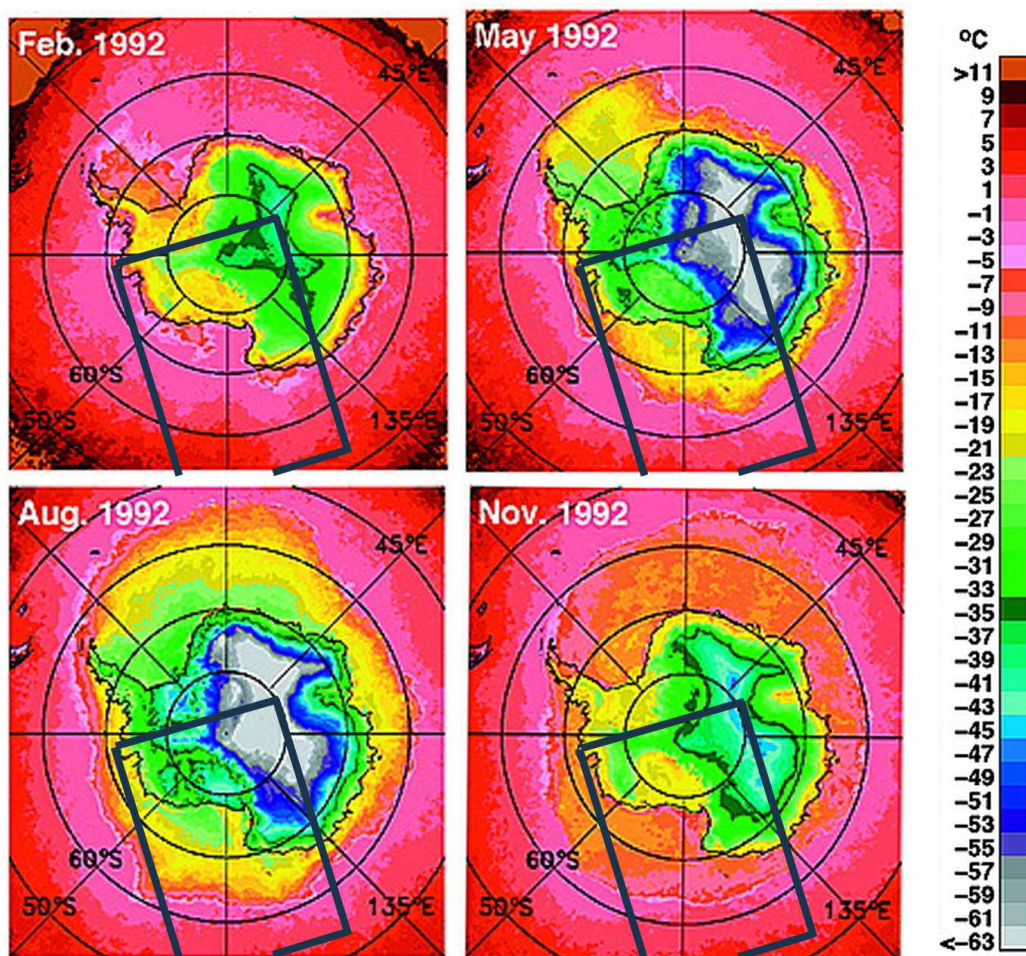 Feb. 1992
45°E
60°S
50°S
135°E
May 1992
45°E
60°S
50°S
135°E
Aug. 1992
45°E
60°S
50°S
135°E
Nov. 1992
45°E
60°S
50°S
135°E
°C
>11
9
7
5
3
1
−1
−3
−5
−7
−9
−11
−13
−15
−17
−19
−21
−23
−25
−27
−29
−31
−33
−35
−37
−39
−41
−43
−45
−47
−49
−51
−53
−55
−57
−59
−61
<−63